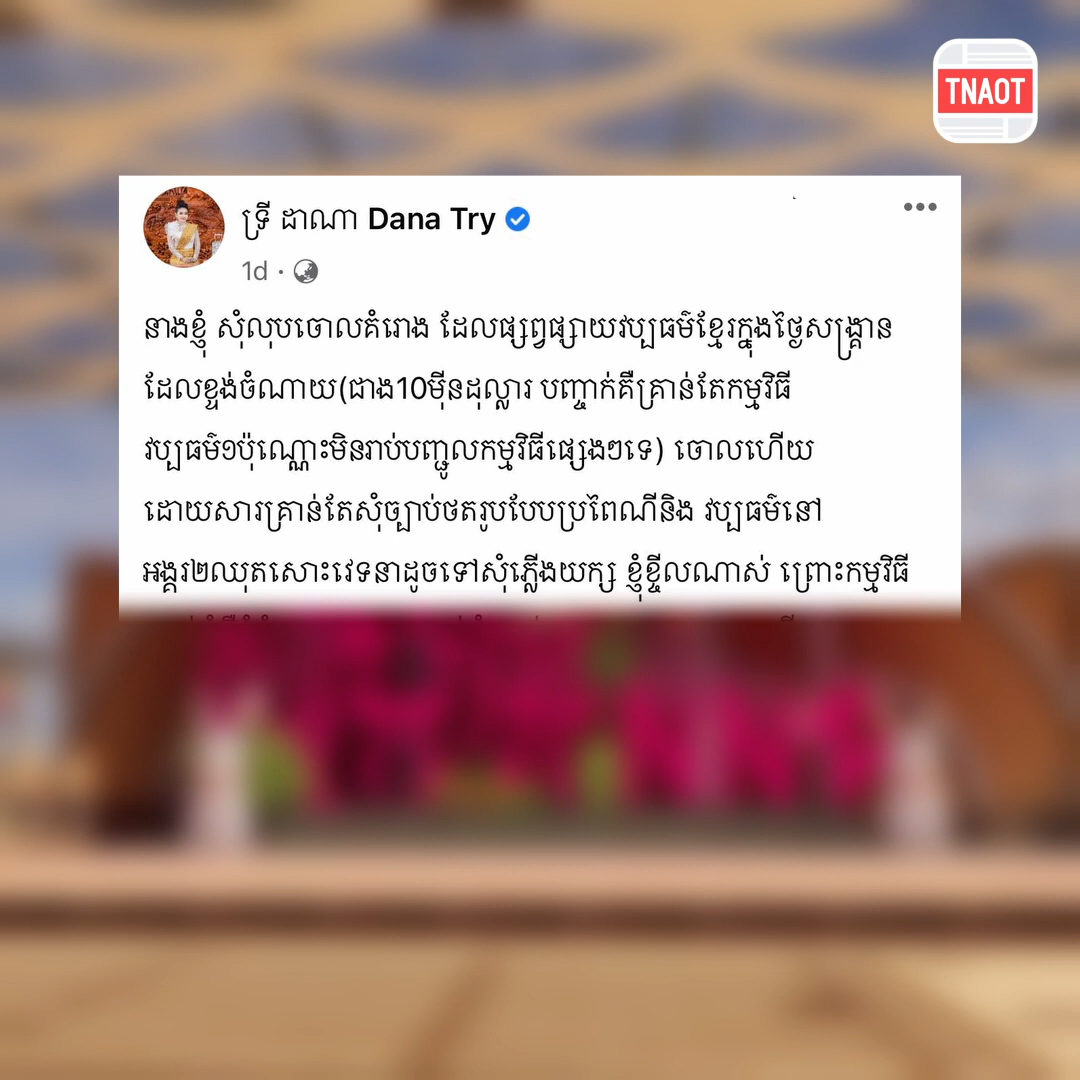 TNAOT
ទ្រី ដាណា Dana Try
1d ·
នាងខ្ញុំ សុំលុបចោលគំរោង ដែលផ្សព្វផ្សាយវប្បធម៌ខ្មែរក្នុងថ្ងៃសង្ក្រាន
ដែលខ្ទង់ចំណាយ(ជាង10ម៉ីនដុល្លារ បញ្ចាក់គឺគ្រាន់តែកម្មវិធី
វប្បធម៌១ប៉ុណ្ណោះមិនរាប់បញ្ជូលកម្មវិធីផ្សេងៗទេ) ចោលហើយ
ដោយសារគ្រាន់តែសុំច្បាប់ថតរូបបែបប្រពៃណីនិង វប្បធម៌នៅ
អង្គរ២ឈុតសោះវេទនាដូចទៅសុំភ្លើងយក្ស ខ្ញុំខ្ចីលណាស់ ព្រោះកម្មវិធី